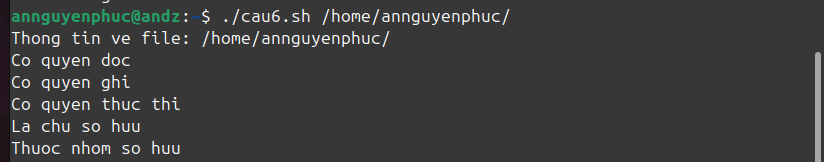 annguyenphuc@andz:~$ ./cau6.sh /home/annguyenphuc/
Thong tin ve file: /home/annguyenphuc/
Co quyen doc
Co quyen ghi
Co quyen thuc thi
La chu so huu
Thuoc nhom so huu